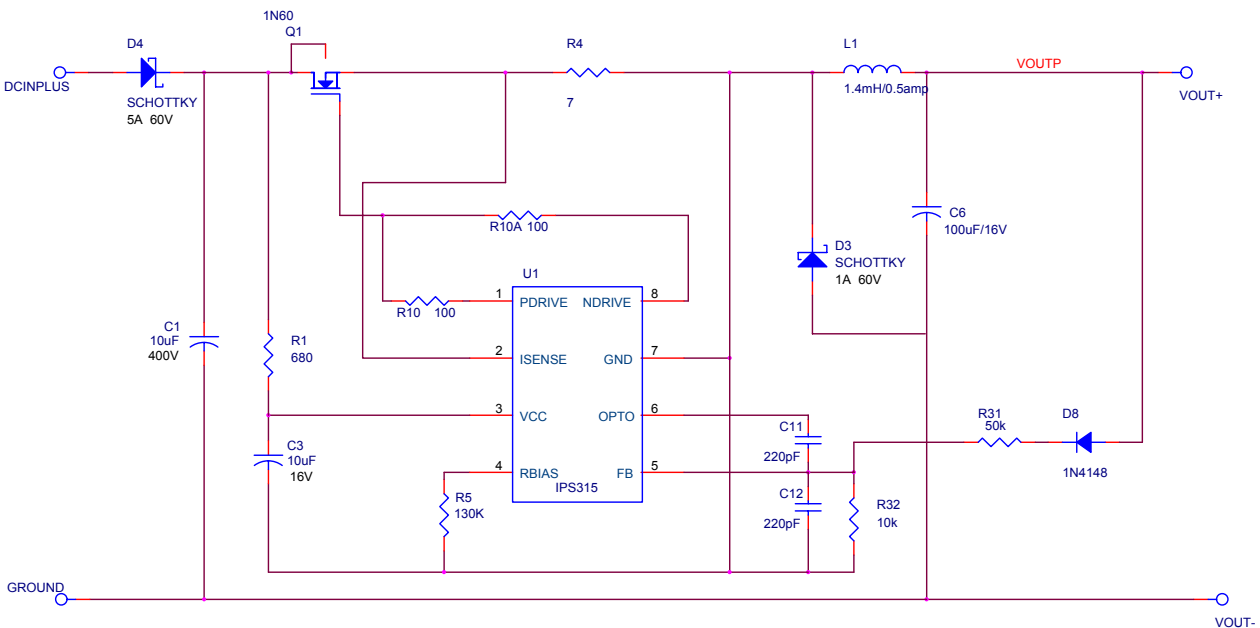 1N60
Q1
D4
R4
L1
DCINPLUS
VOUTP
VOUT+
SCHOTTKY
5A 60V
7
1.4mH/0.5amp
C6
100uF/16V
R10A 100
D3
SCHOTTKY
1A 60V
U1
1
PDRIVE
NDRIVE
8
R10 100
C1
10uF
400V
R1
680
2
ISENSE
GND
7
3
VCC
OPTO
6
R31
50k
D8
1N4148
C11
220pF
C3
10uF
16V
4
RBIAS
FB
5
IPS315
R5
130K
C12
220pF
R32
10k
GROUND
VOUT-